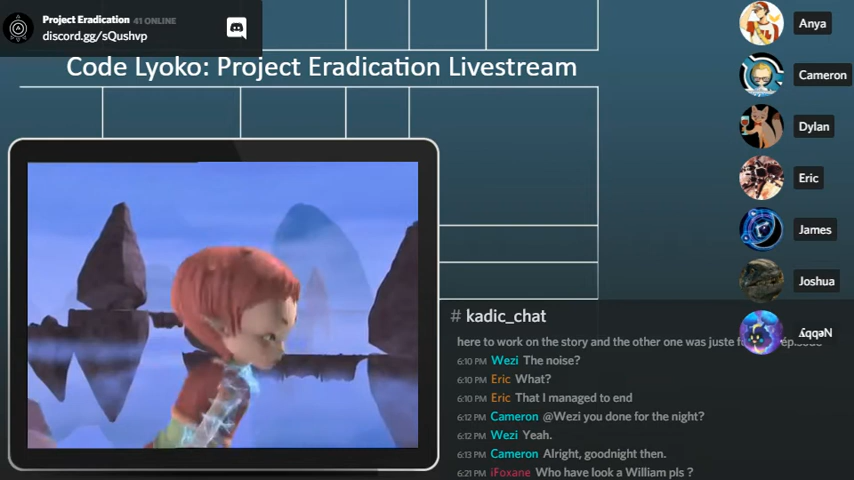 Project Eradication 41 ONLINE
discord.gg/sQushvp
Code Lyoko: Project Eradication Livestream
Anya
Cameron
Dylan
Eric
James
Joshua
Nebby
# kadic_chat
here to work on the story and the other one was juste
6:10 PM Wezi The noise?
6:10 PM Eric What?
6:10 PM Eric That I managed to end
6:12 PM Cameron @Wezi you done for the night?
6:12 PM Wezi Yeah.
6:13 PM Cameron Alright, goodnight then.
6:21 PM iFoxane Who have look a William pls ?